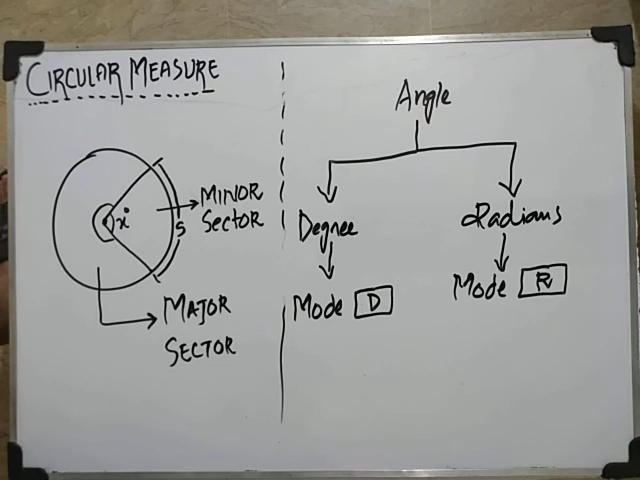 CIRCULAR MEASURE
x°
S
MINOR
Sector
MAJOR
SECTOR
Angle
Degree
Radians
Mode D
Mode R